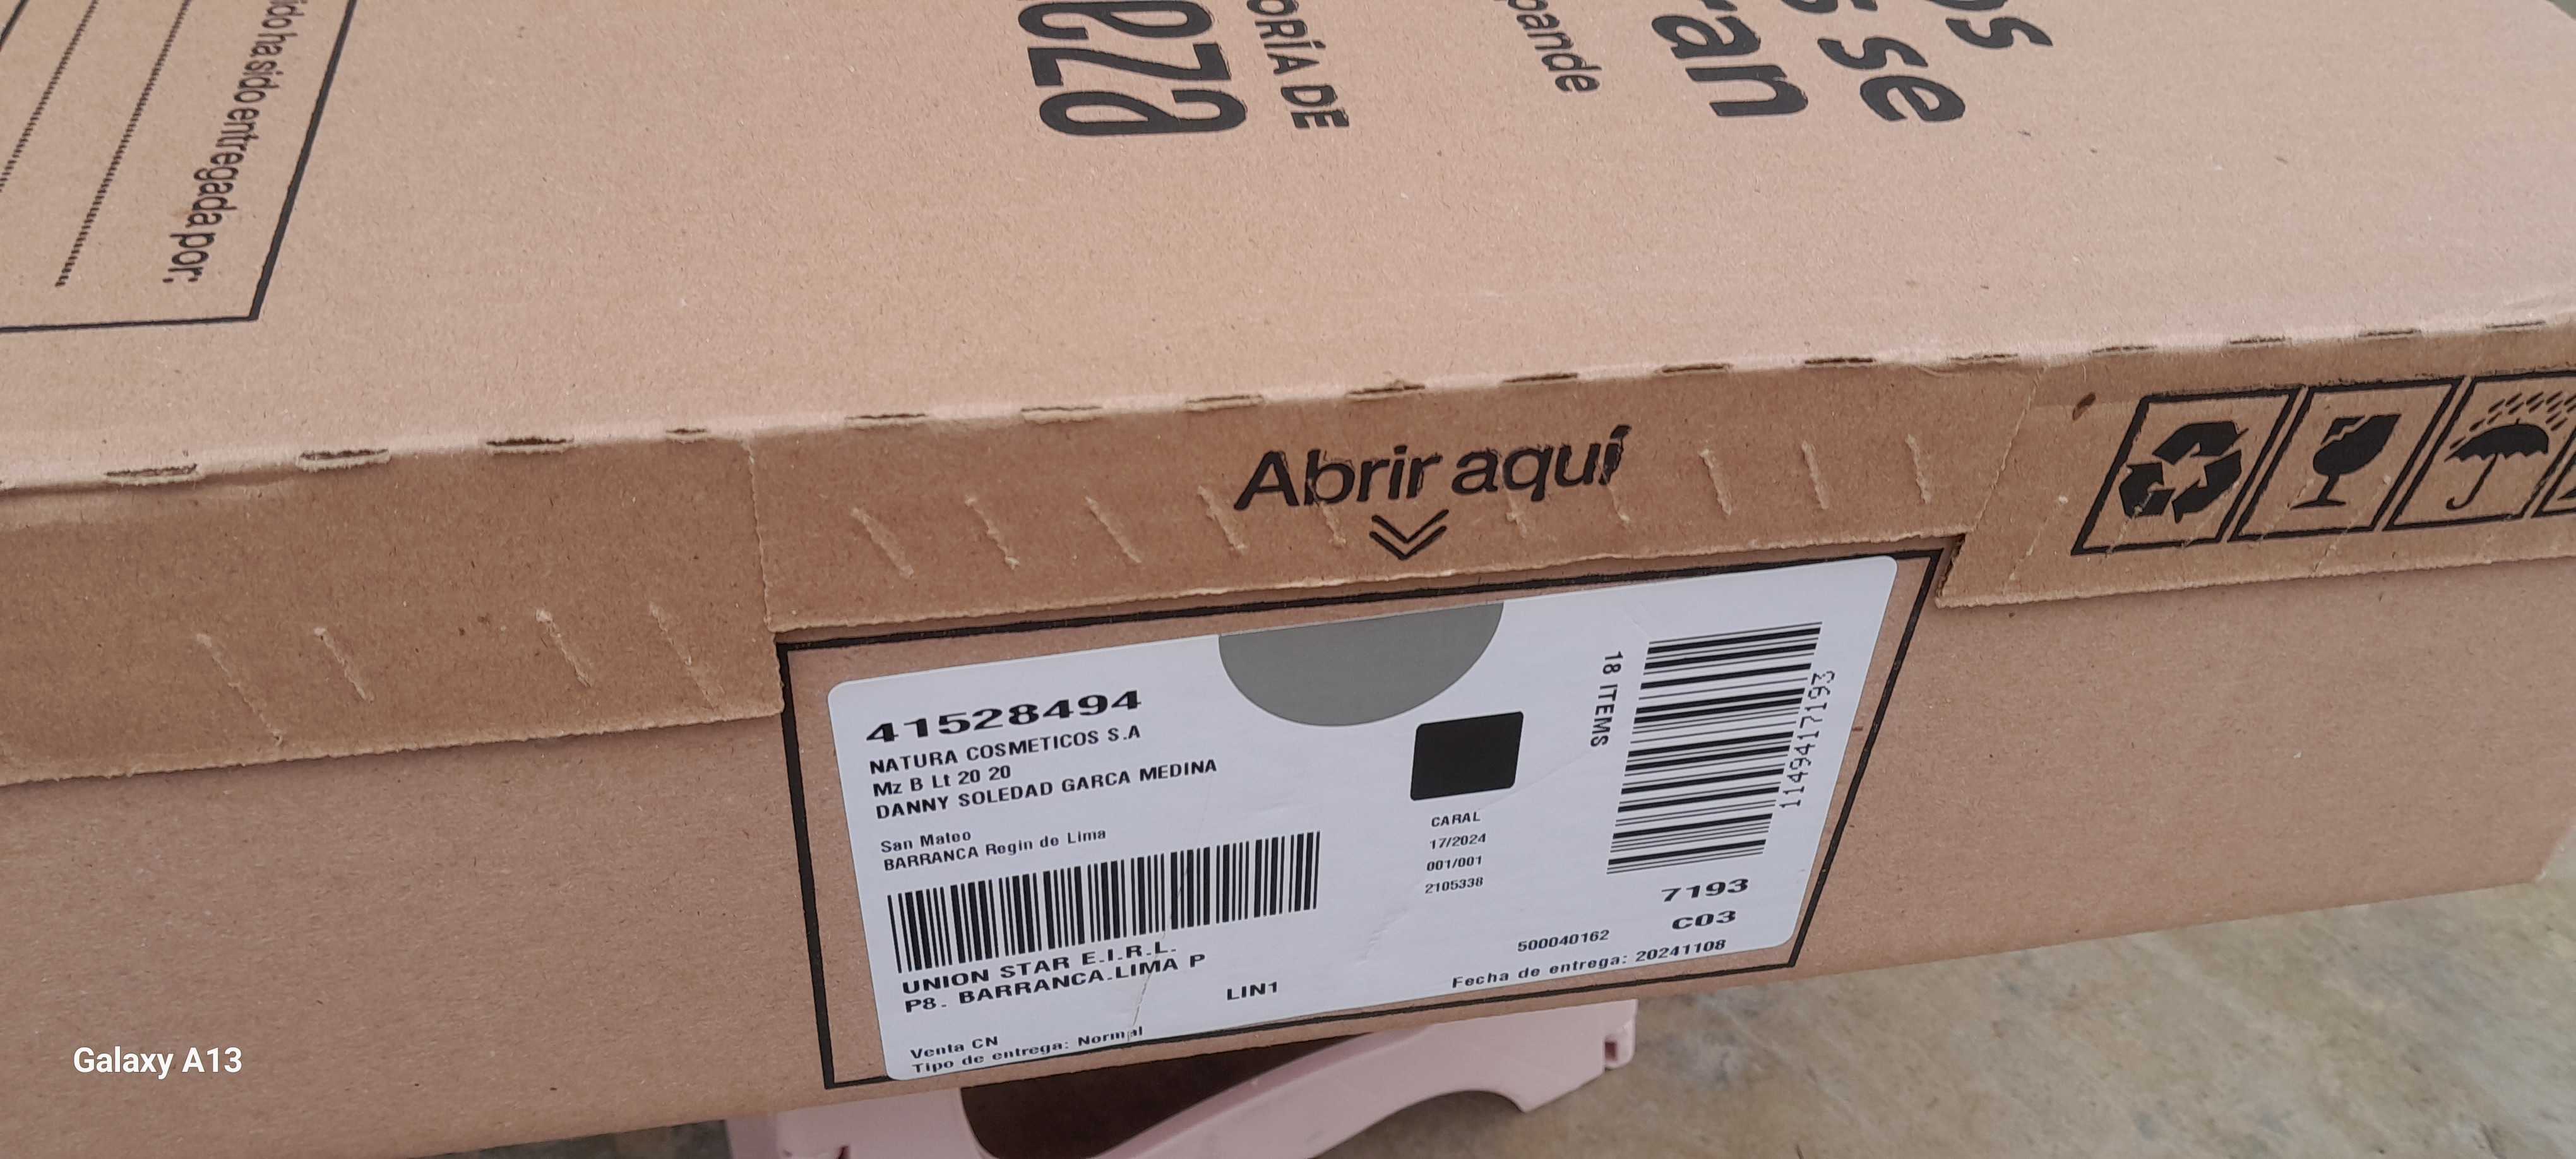 ido ha sido entregada por:
eza
ORÍA DE
pande
ran
s se
os
Abrir aquí
41528494
NATURA COSMETICOS S.A
Mz B Lt 20 20
DANNY SOLEDAD GARCA MEDINA
San Mateo
BARRANCA Regin de Lima
UNION STAR E.I.R.L.
P8. BARRANCA.LIMA P
LIN1
Venta CN
Tipo de entrega: Normal
CARAL
17/2024
001/001
2105338
18 ITEMS
1149417193
7193
C03
500040162
Fecha de entrega: 20241108
Galaxy A13